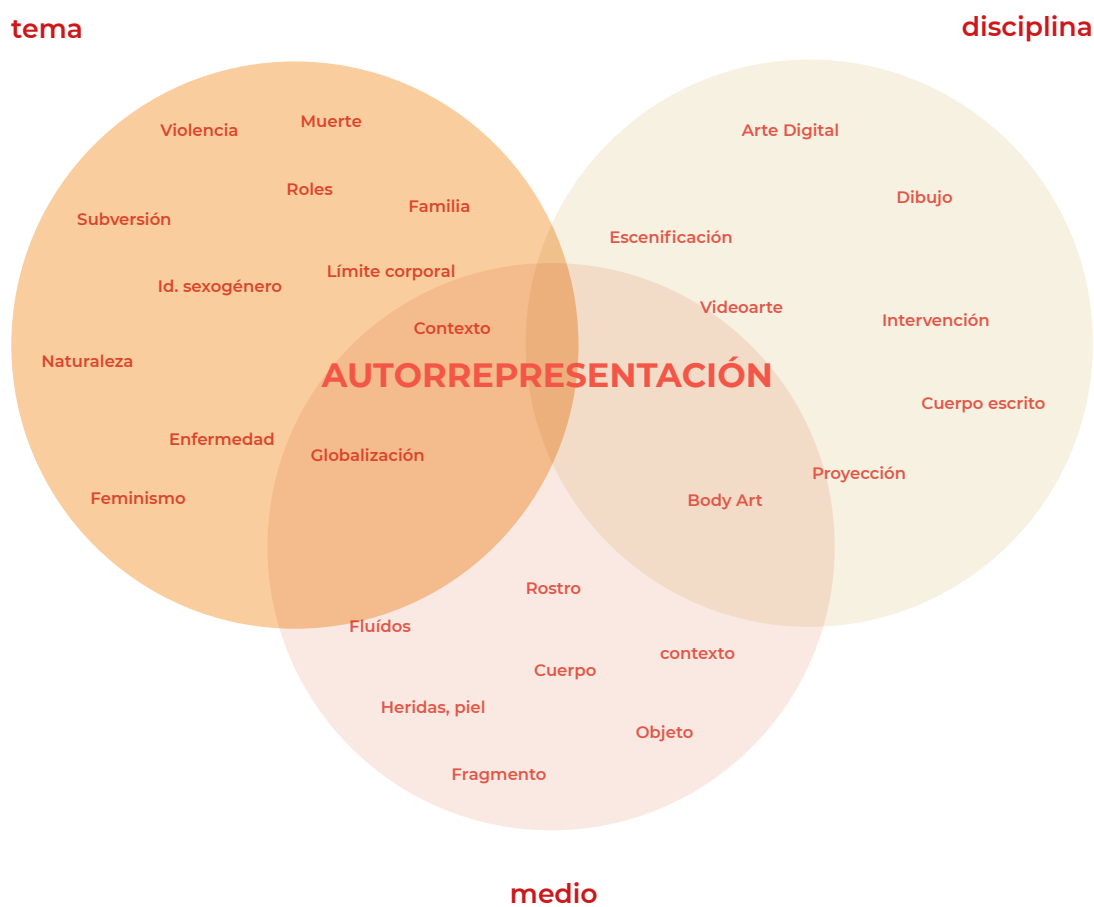 tema
disciplina
Violencia
Muerte
Roles
Familia
Subversión
Límite corporal
Id. sexogénero
Contexto
Naturaleza
Enfermedad
Globalización
Feminismo
AUTORREPRESENTACIÓN
Arte Digital
Dibujo
Escenificación
Videoarte
Intervención
Cuerpo escrito
Proyección
Body Art
Rostro
Fluídos
contexto
Cuerpo
Heridas, piel
Objeto
Fragmento
medio